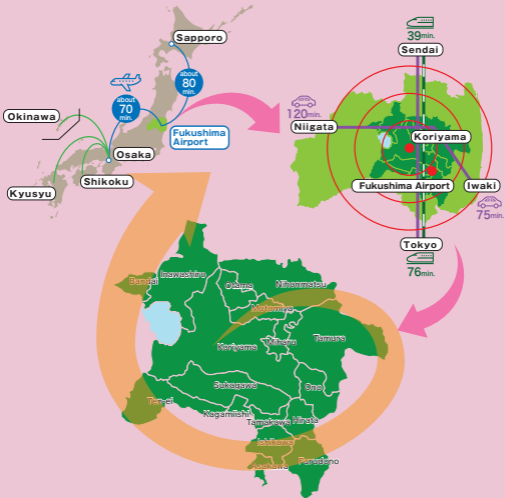 Sapporo
about
80
min.
about
70
min.
Okinawa
Fukushima
Airport
Osaka
Shikoku
Kyusyu
39min.
Sendai
120min.
Niigata
Koriyama
Fukushima Airport
Iwaki
75min.
Tokyo
76min.
Bandai
Inawashiro
Otama
Nihonmatsu
Motomiya
Koriyama
Miharu
Tamura
Sukagawa
Ono
Ten-ei
Kagamiishi
Tamakawa
Hirata
Ishikawa
Asakawa
Furudono